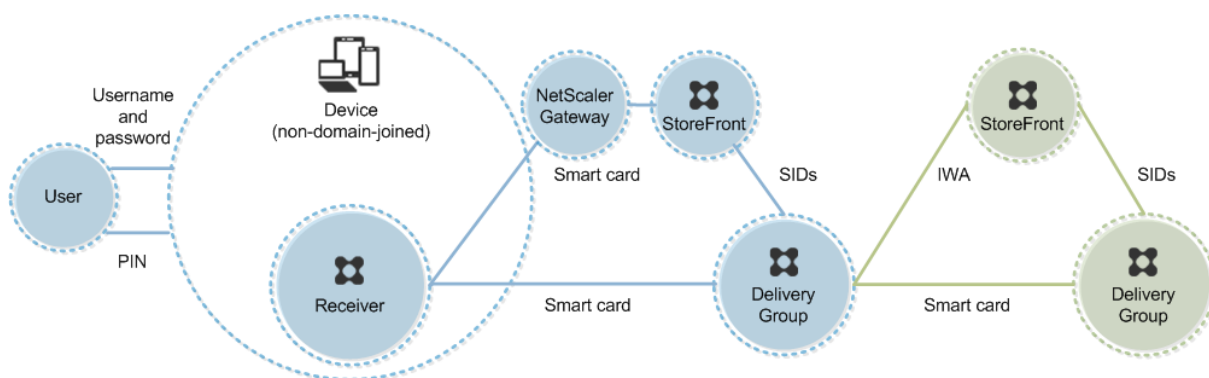 Username
and
password
User
PIN
Device
(non-domain-joined)
Receiver
NetScaler
Gateway
StoreFront
Smart card
SIDs
Smart card
Delivery
Group
IWA
StoreFront
SIDs
Smart card
Delivery
Group